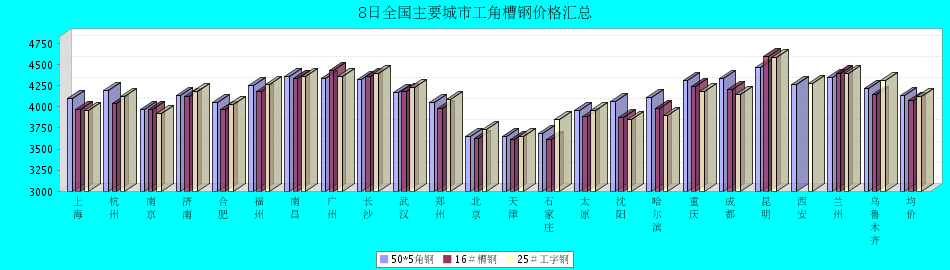 8日全国主要城市工角槽钢价格汇总
4750
4500
4250
4000
3750
3500
3250
3000
上海 杭州 南京 济南 合肥 福州 南昌 广州 长沙 武汉 郑州 北京 天津 石家庄 太原 沈阳 哈尔滨 重庆 成都 昆明 西安 兰州 乌鲁木齐 均价
50*5角钢 16#槽钢 25#工字钢